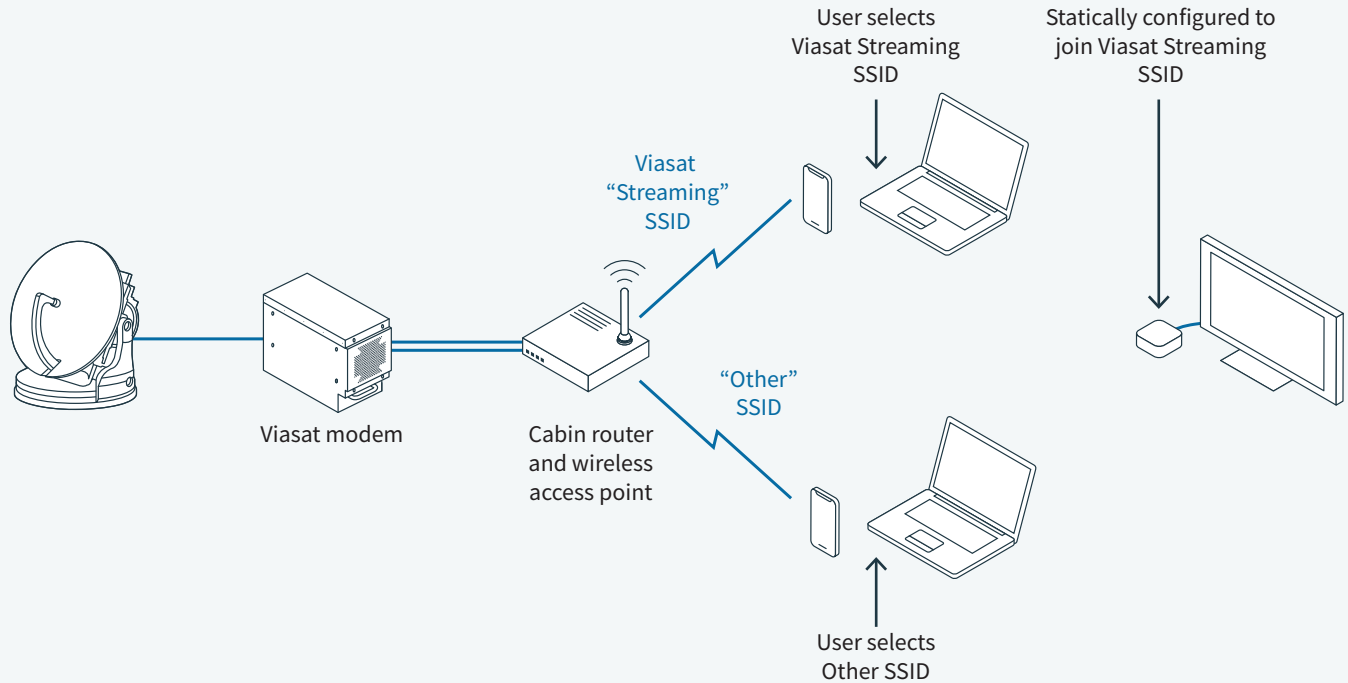 User selects
Viasat Streaming
SSID
Statically configured to
join Viasat Streaming
SSID
Viasat
“Streaming”
SSID
“Other”
SSID
Viasat modem
Cabin router
and wireless
access point
User selects
Other SSID